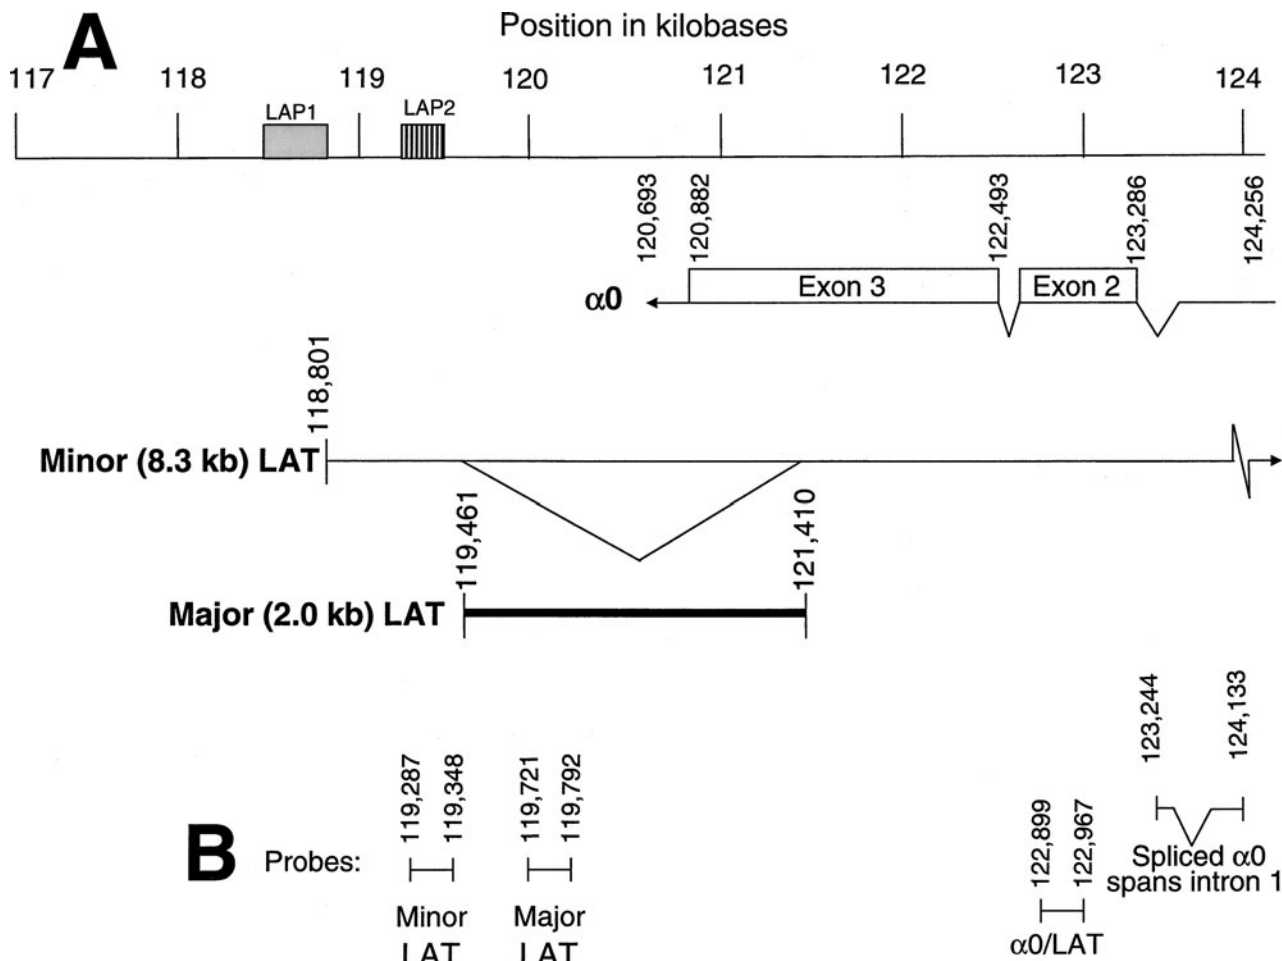 A
Position in kilobases
117 118 119 120 121 122 123 124
LAP1 LAP2
120,693 120,882 122,493 123,286 124,256
α0 Exon 3 Exon 2
118,801
Minor (8.3 kb) LAT
119,461 121,410
Major (2.0 kb) LAT
123,244 124,133
119,287 119,348 119,721 119,792 122,899 122,967
B Probes:
Spliced α0
spans intron 1
Minor Major
LAT LAT α0/LAT